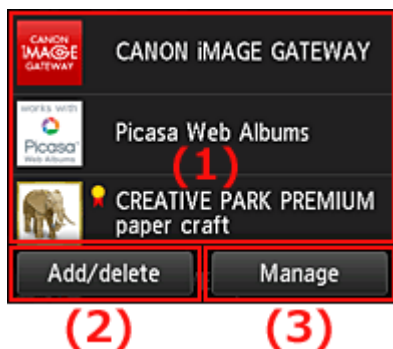 CANON
iMAGE
GATEWAY
CANON iMAGE GATEWAY
works with
Picasa
Web Albums
Picasa Web Albums
(1)
CREATIVE PARK PREMIUM
paper craft
Add/delete
Manage
(2)
(3)